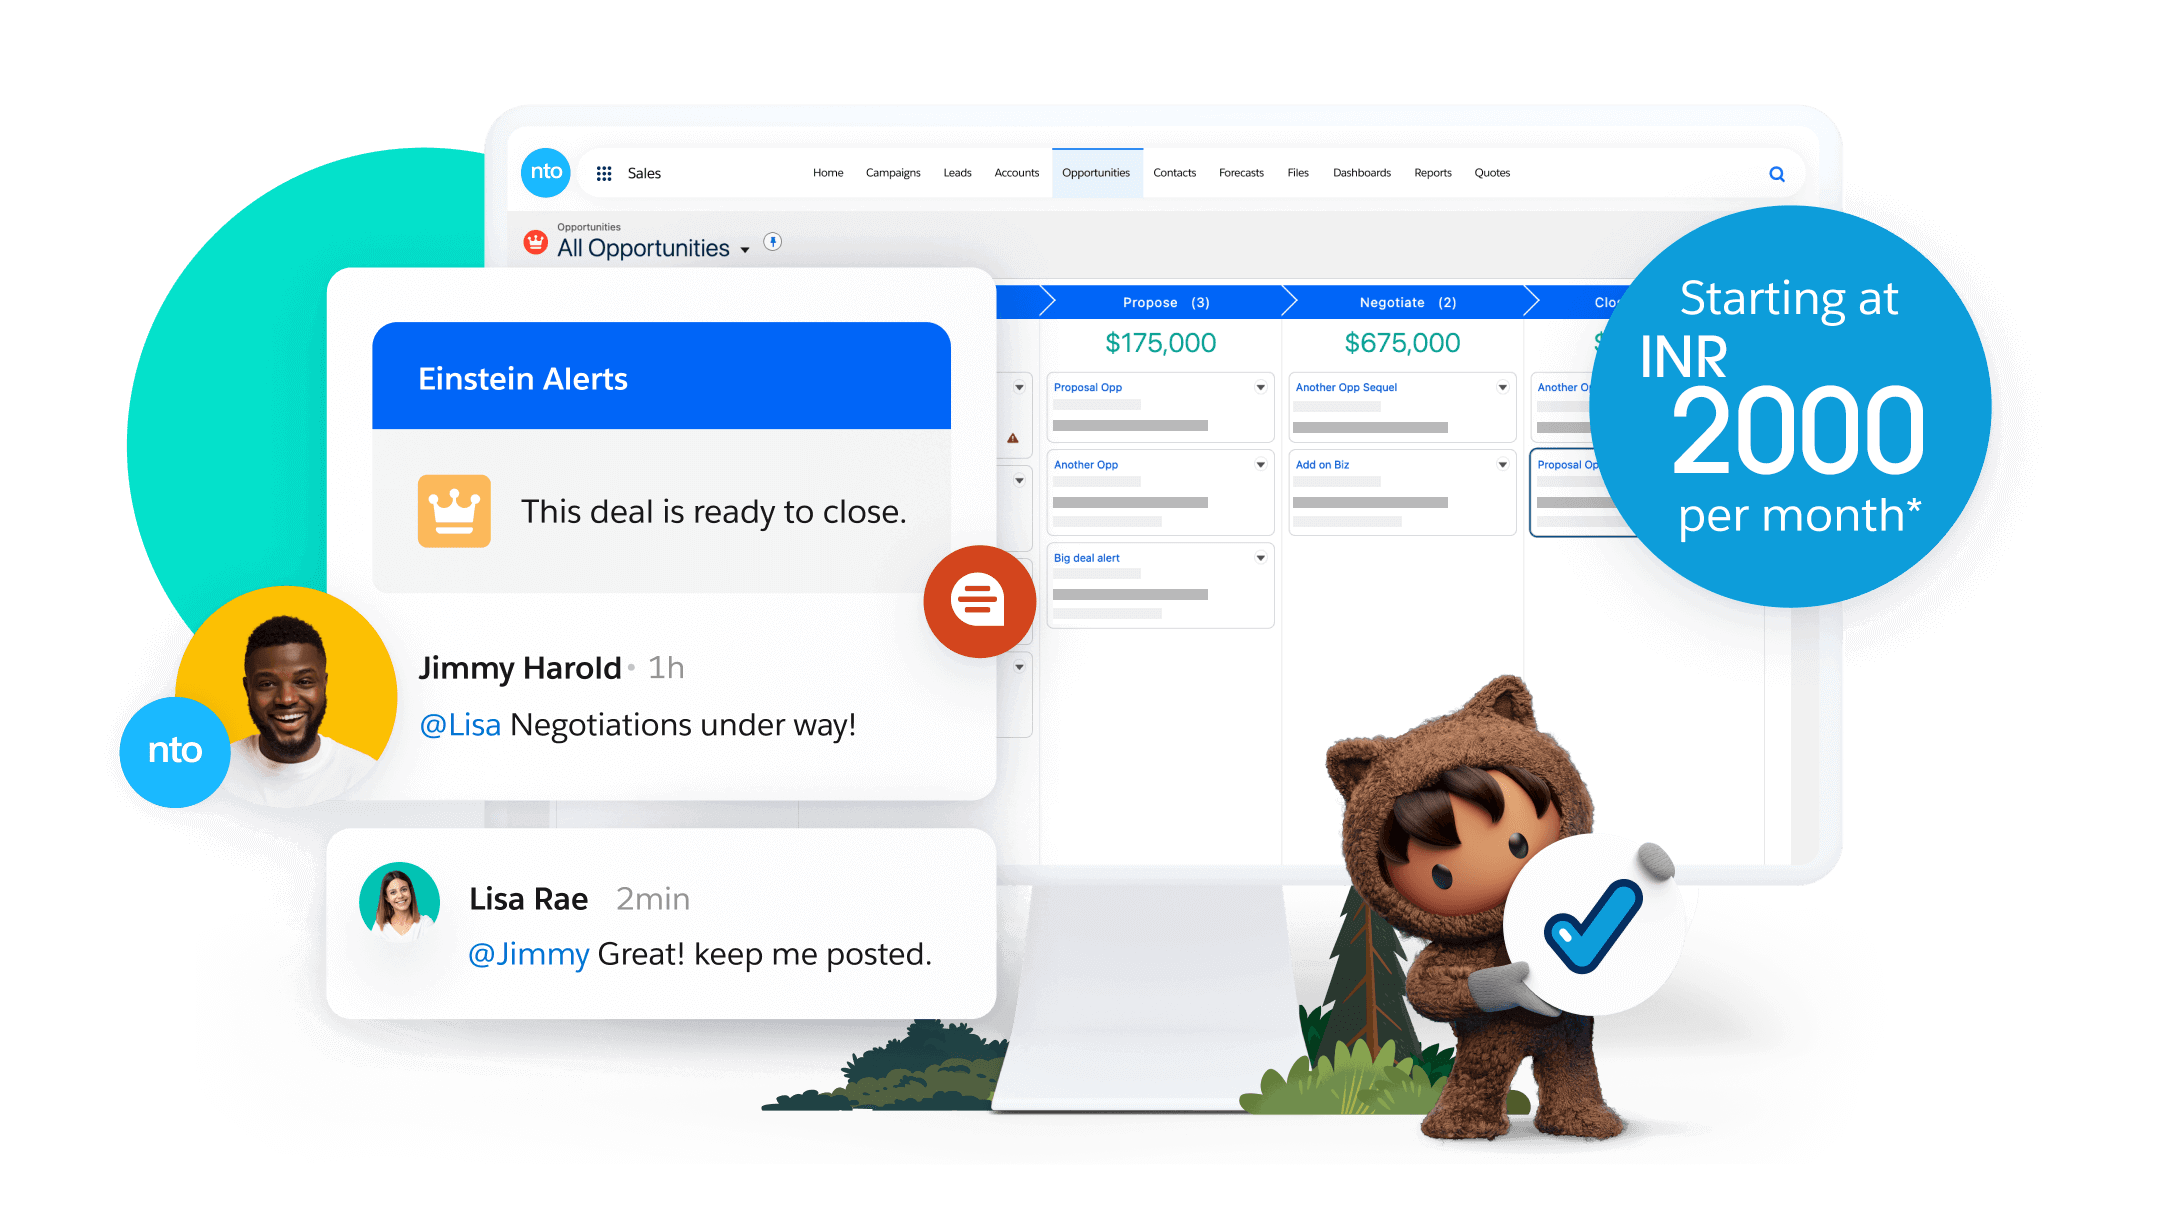 nto
Sales
Home Campaigns Leads Accounts Opportunities Contacts Forecasts Files Dashboards Reports Quotes
Opportunities
All Opportunities
Propose (3)
Negotiate (2)
$175,000
$675,000
$
Proposal Opp
Another Opp
Big deal alert
Another Opp Sequel
Add on Biz
Another O
Proposal Op
Starting at
INR
2000
per month*
Einstein Alerts
This deal is ready to close.
Jimmy Harold • 1h
@Lisa Negotiations under way!
nto
Lisa Rae 2min
@Jimmy Great! keep me posted.